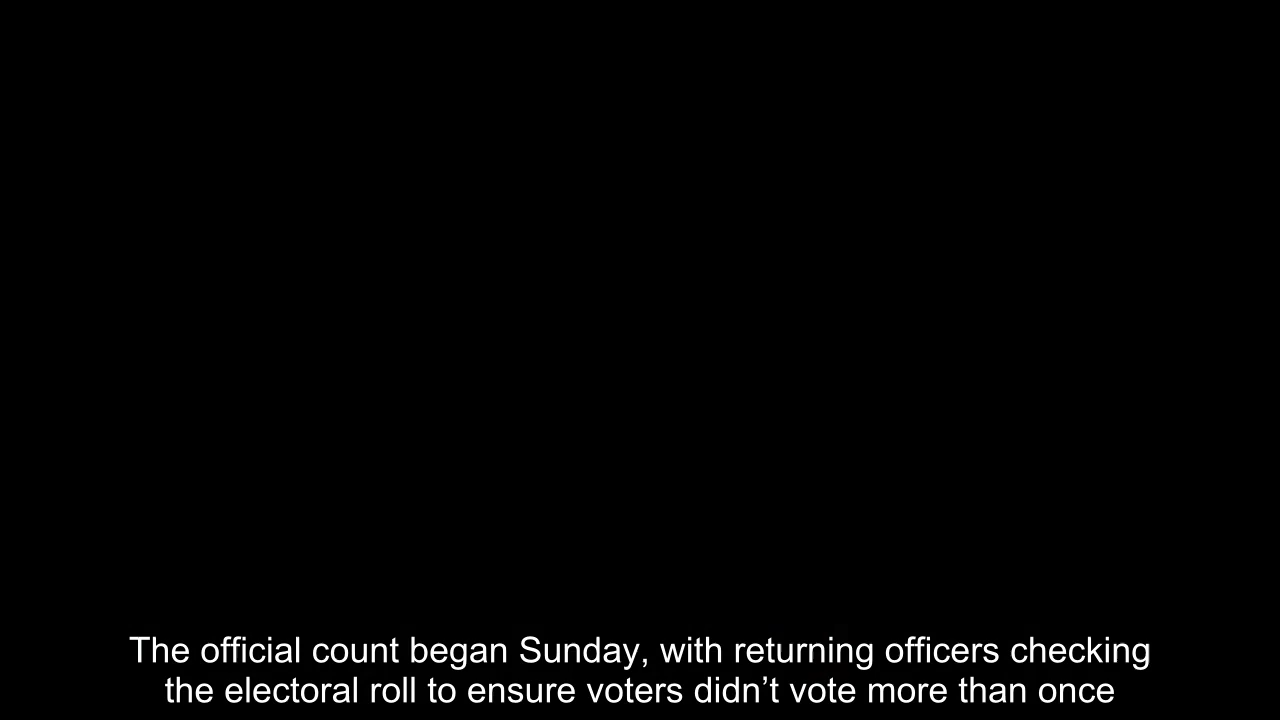 The official count began Sunday, with returning officers checking
the electoral roll to ensure voters didn’t vote more than once